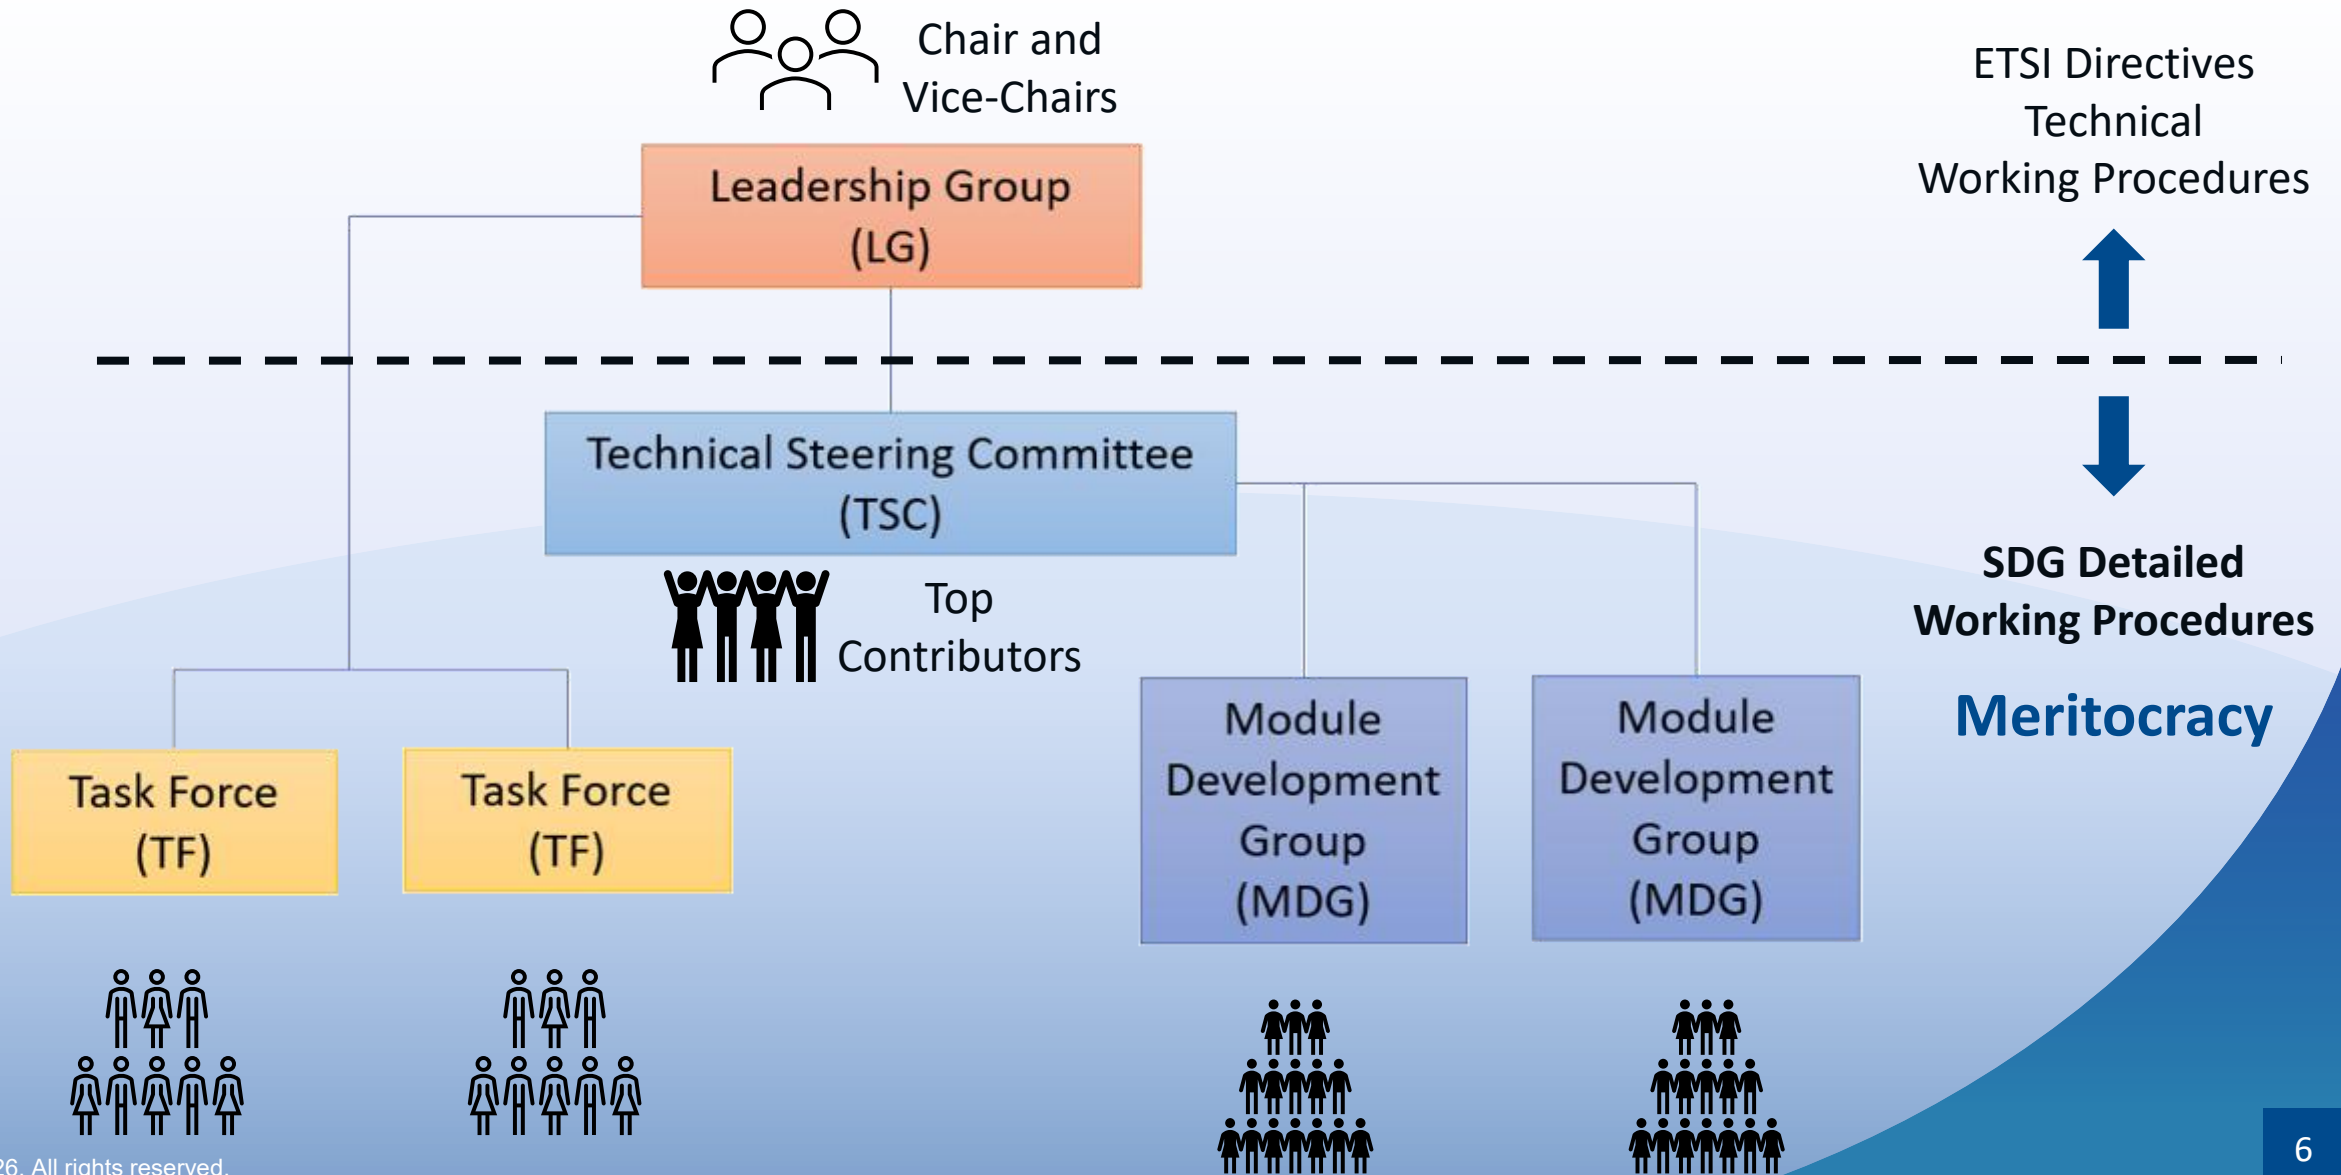 Chair and
Vice-Chairs
ETSI Directives
Technical
Working Procedures
Leadership Group
(LG)
Technical Steering Committee
(TSC)
Top
Contributors
SDG Detailed
Working Procedures
Meritocracy
Task Force
(TF)
Task Force
(TF)
Module
Development
Group
(MDG)
Module
Development
Group
(MDG)
26. All rights reserved.
6